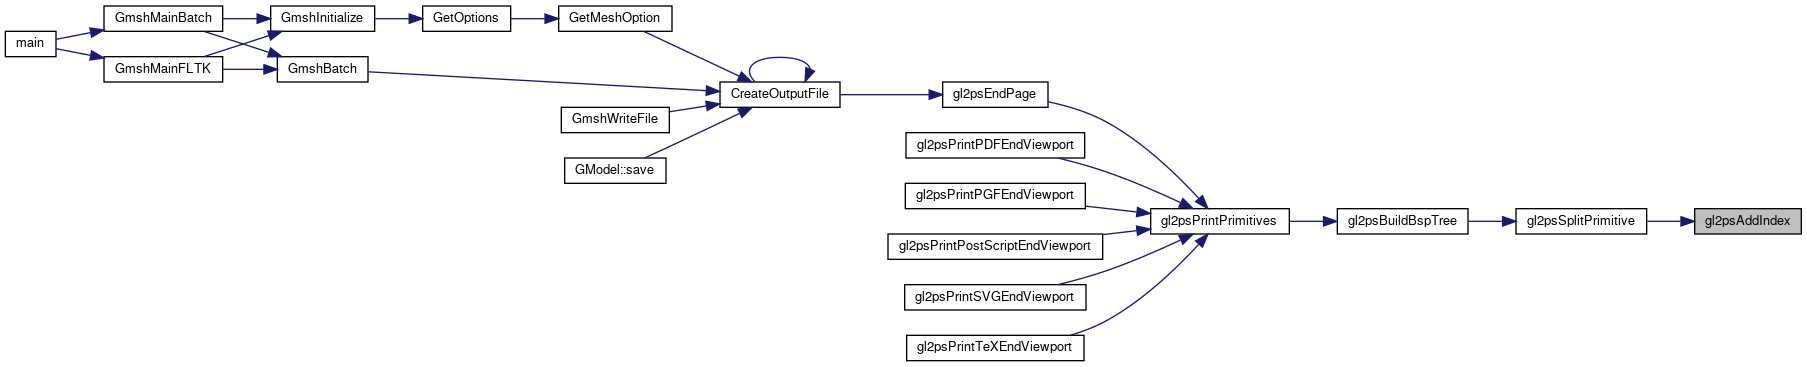 main
GmshMainBatch
GmshMainFLTK
GmshInitialize
GmshBatch
GetOptions
GetMeshOption
GmshWriteFile
GModel::save
CreateOutputFile
gl2psEndPage
gl2psPrintPDFEndViewport
gl2psPrintPGFEndViewport
gl2psPrintPostScriptEndViewport
gl2psPrintSVGEndViewport
gl2psPrintTeXEndViewport
gl2psPrintPrimitives
gl2psBuildBspTree
gl2psSplitPrimitive
gl2psAddIndex